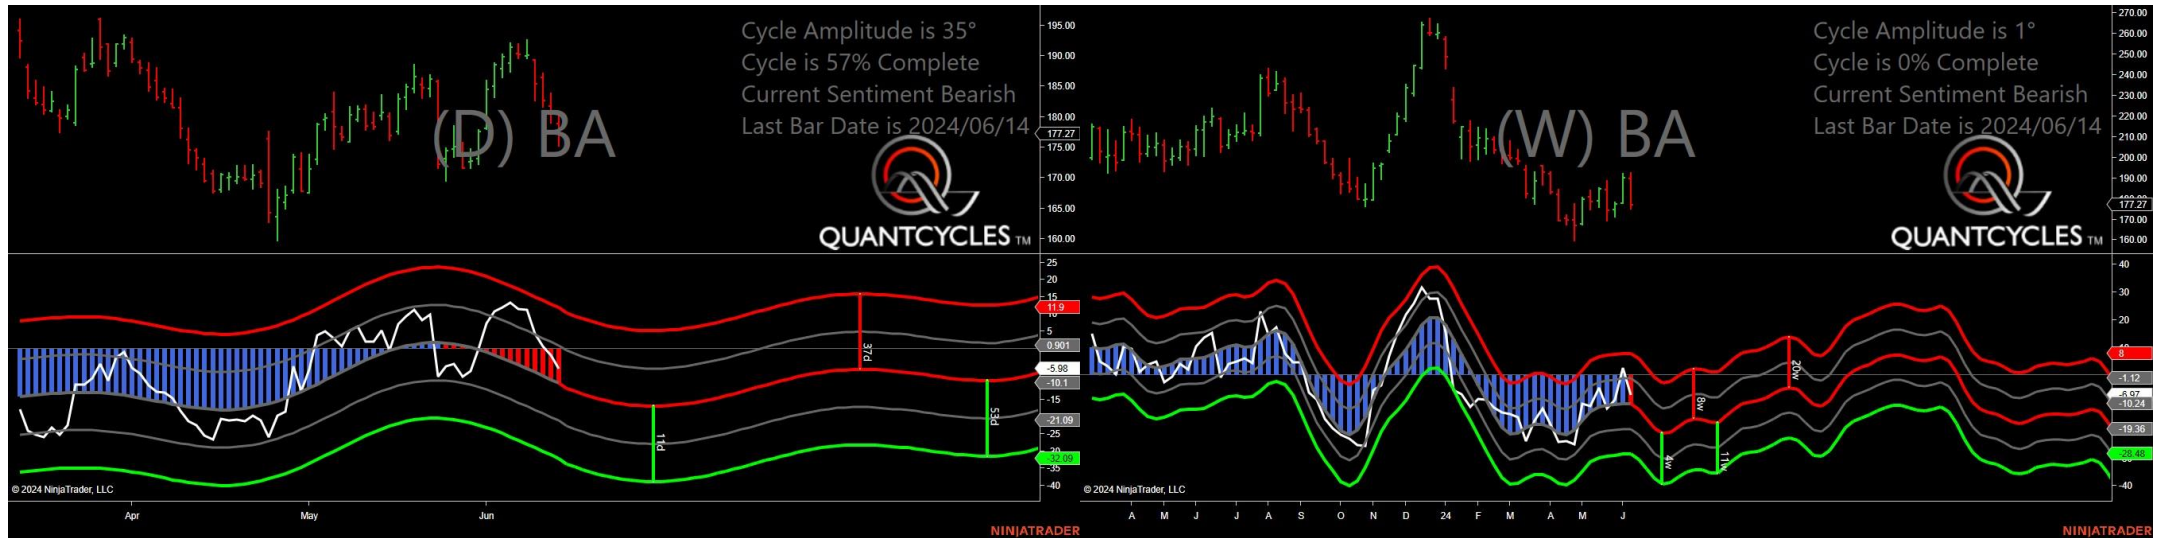 Cycle Amplitude is 35°
Cycle is 57% Complete
Current Sentiment Bearish
Last Bar Date is 2024/06/14
(D) BA
QUANTCYCLES TM
195.00
190.00
185.00
180.00
177.27
175.00
170.00
165.00
160.00
25
20
15
11.9
5
0.901
-5.98
-10.1
-15
-21.09
-25
-32.09
-35
-40
37d
11d
53d
© 2024 NinjaTrader, LLC
Apr May Jun
NINJATRADER
Cycle Amplitude is 1°
Cycle is 0% Complete
Current Sentiment Bearish
Last Bar Date is 2024/06/14
(W) BA
QUANTCYCLES TM
270.00
260.00
250.00
240.00
230.00
220.00
210.00
200.00
190.00
177.27
170.00
160.00
40
30
20
8
-1.12
-6.97
-10.24
-19.36
-28.48
-40
8w
20w
4w
11w
© 2024 NinjaTrader, LLC
A M J J A S O N D 24 F M A M J
NINJATRADER